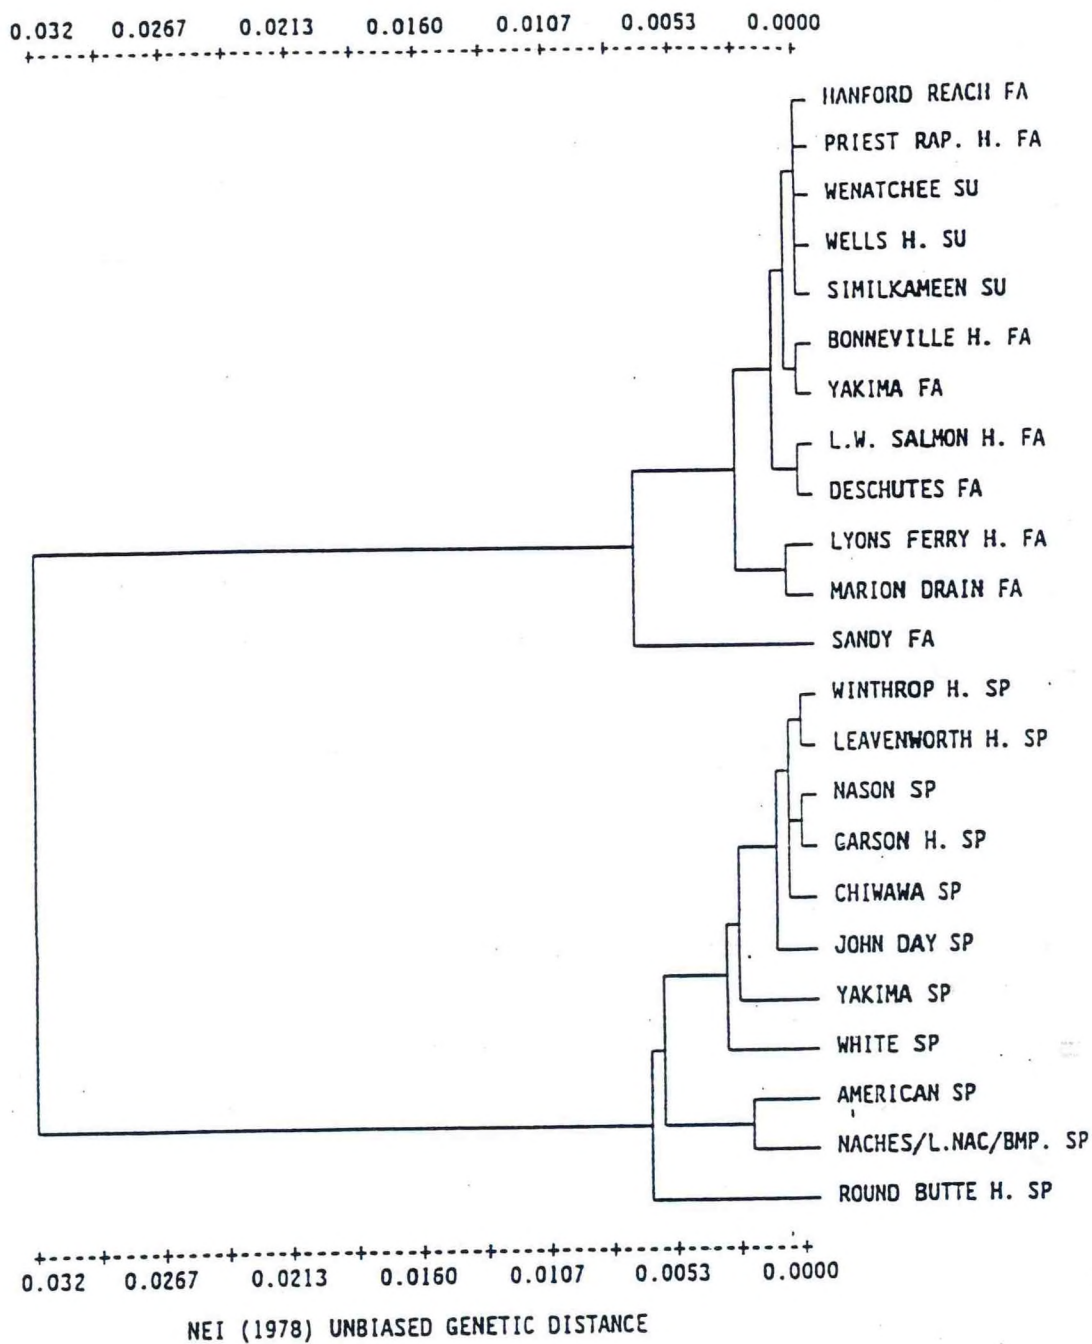 0.032 0.0267 0.0213 0.0160 0.0107 0.0053 0.0000
HANFORD REACH FA
PRIEST RAP. H. FA
WENATCHEE SU
WELLS H. SU
SIMILKAMEEN SU
BONNEVILLE H. FA
YAKIMA FA
L.W. SALMON H. FA
DESCHUTES FA
LYONS FERRY H. FA
MARION DRAIN FA
SANDY FA
WINTHROP H. SP
LEAVENWORTH H. SP
NASON SP
GARSON H. SP
CHIWAWA SP
JOHN DAY SP
YAKIMA SP
WHITE SP
AMERICAN SP
NACHES/L.NAC/BMP. SP
ROUND BUTTE H. SP
0.032 0.0267 0.0213 0.0160 0.0107 0.0053 0.0000
NEI (1978) UNBIASED GENETIC DISTANCE